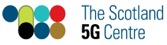 The Scotland
5G Centre